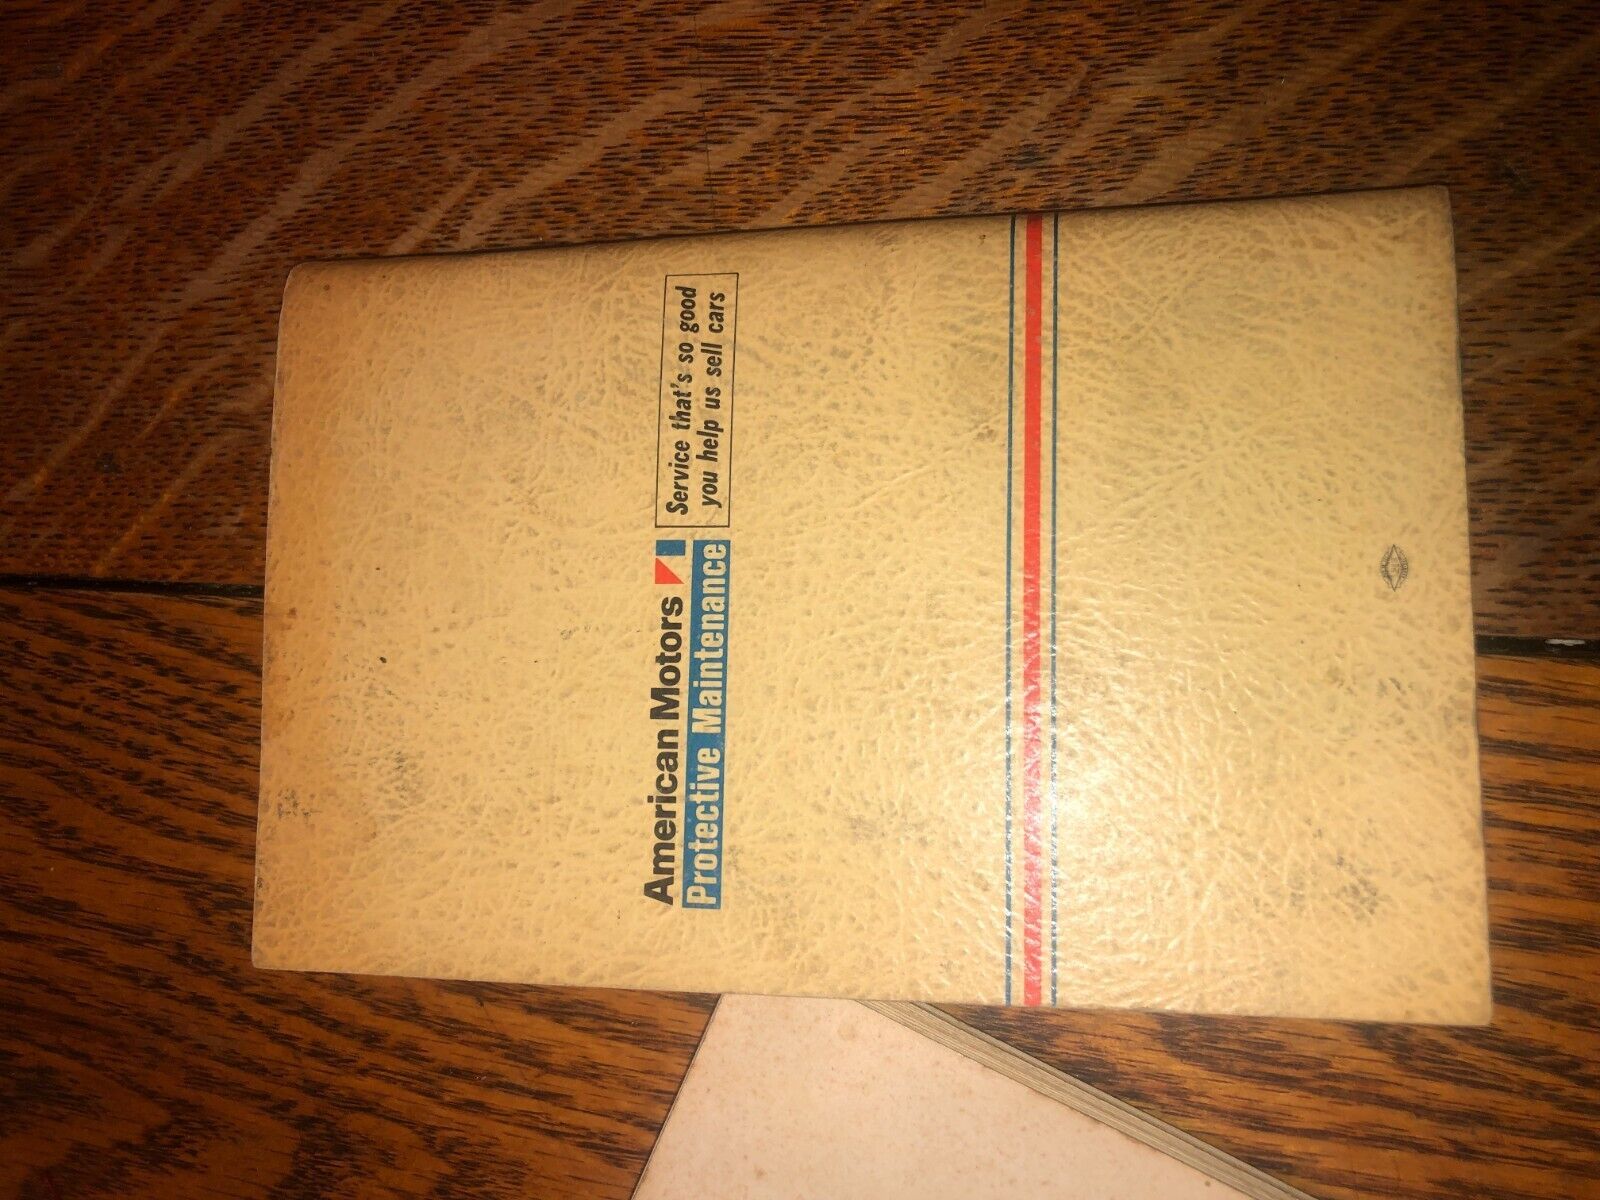 American Motors
Protective Maintenance
Service that's so good
you help us sell cars